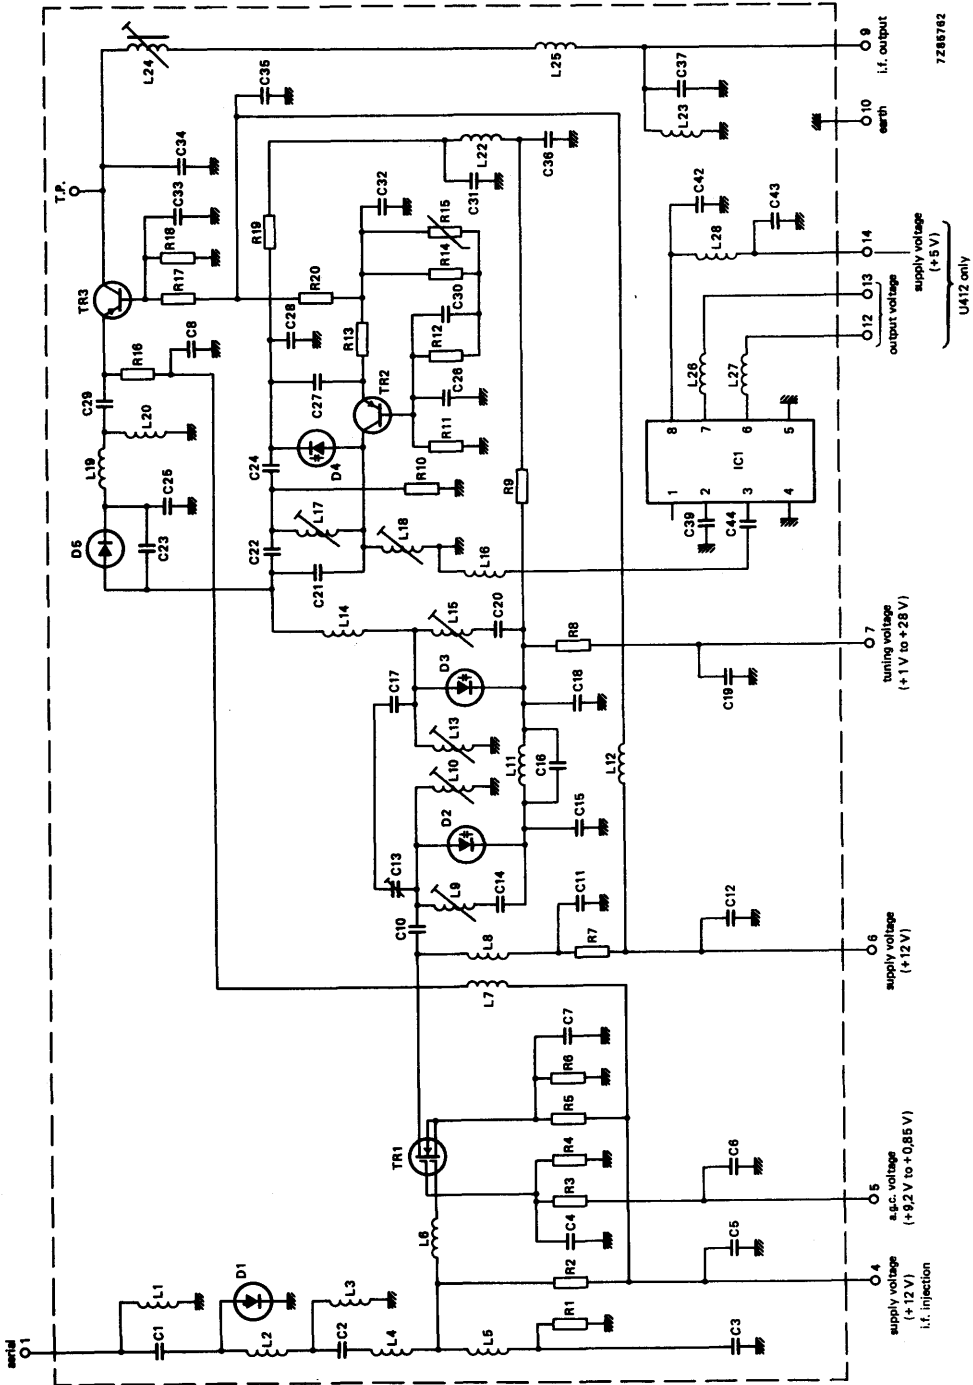 aerial
1
L1
C1
D1
L2
L3
C2
L4
L5
R1
C3
R2
C5
supply voltage
(+12 V)
i.f. injection
4
L6
TR1
C4
R3
R4
R5
R6
C7
C6
a.g.c. voltage
(+9,2 V to +0,85 V)
5
L7
L8
C10
C11
R7
C12
supply voltage
(+12 V)
6
C13
L9
C14
D2
L10
C15
L11
C16
L12
L13
C17
D3
C18
L14
L15
C20
R8
C19
tuning voltage
(+1 V to +28 V)
7
D5
C23
C25
L19
L20
C29
R16
C8
TR3
R17
R18
C33
C34
T.P.
L24
C35
C21
C22
L17
L18
L16
C24
R10
D4
C27
C28
TR2
R11
C26
R12
C30
R13
R20
R14
R15
C32
R19
C31
L22
C36
R9
C39
C44
IC1
1
2
3
4
5
6
7
8
L26
L27
L28
C42
C43
12
13
output voltage
14
supply voltage
(+5 V)
U412 only
L25
L23
C37
10
earth
9
i.f. output
7Z85762